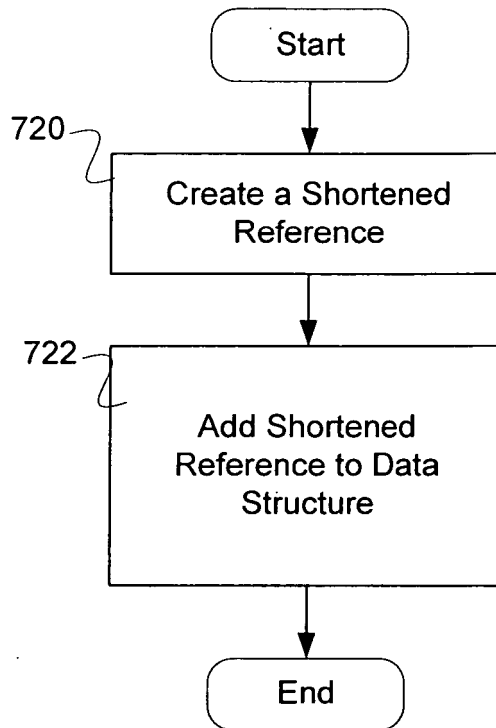 Start
720
Create a Shortened
Reference
722
Add Shortened
Reference to Data
Structure
End